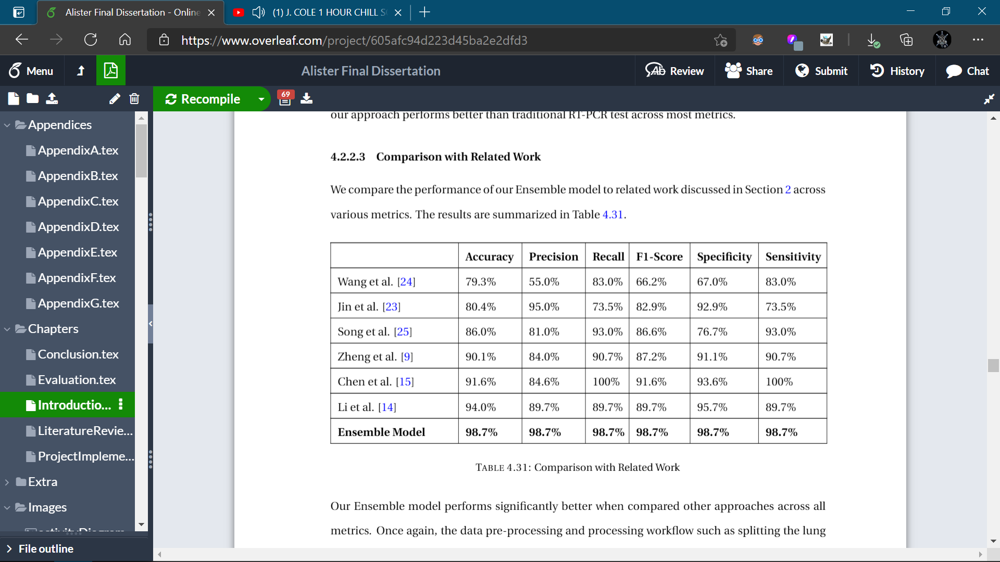 Alister Final Dissertation - Online
(1) J. COLE 1 HOUR CHILL S
https://www.overleaf.com/project/605afc94d223d45ba2e2dfd3
Menu
Alister Final Dissertation
Review
Share
Submit
History
Chat
Recompile
69
Appendices
AppendixA.tex
AppendixB.tex
AppendixC.tex
AppendixD.tex
AppendixE.tex
AppendixF.tex
AppendixG.tex
Chapters
Conclusion.tex
Evaluation.tex
Introductio...
LiteratureRevie...
ProjectImpleme...
Extra
Images
activityDiagram
File outline
our approach performs better than traditional RT-PCR test across most metrics.
4.2.2.3 Comparison with Related Work
We compare the performance of our Ensemble model to related work discussed in Section 2 across
various metrics. The results are summarized in Table 4.31.
Accuracy Precision Recall F1-Score Specificity Sensitivity
Wang et al. [24] 79.3% 55.0% 83.0% 66.2% 67.0% 83.0%
Jin et al. [23] 80.4% 95.0% 73.5% 82.9% 92.9% 73.5%
Song et al. [25] 86.0% 81.0% 93.0% 86.6% 76.7% 93.0%
Zheng et al. [9] 90.1% 84.0% 90.7% 87.2% 91.1% 90.7%
Chen et al. [15] 91.6% 84.6% 100% 91.6% 93.6% 100%
Li et al. [14] 94.0% 89.7% 89.7% 89.7% 95.7% 89.7%
Ensemble Model 98.7% 98.7% 98.7% 98.7% 98.7% 98.7%
TABLE 4.31: Comparison with Related Work
Our Ensemble model performs significantly better when compared other approaches across all
metrics. Once again, the data pre-processing and processing workflow such as splitting the lung